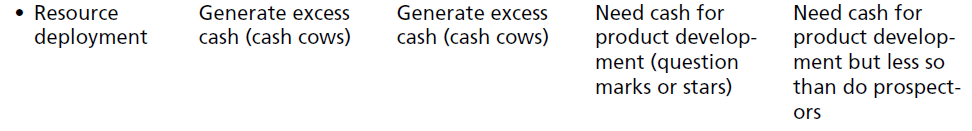 • Resource
deployment
Generate excess
cash (cash cows)
Generate excess
cash (cash cows)
Need cash for
product develop-
ment (question
marks or stars)
Need cash for
product develop-
ment but less so
than do prospect-
ors